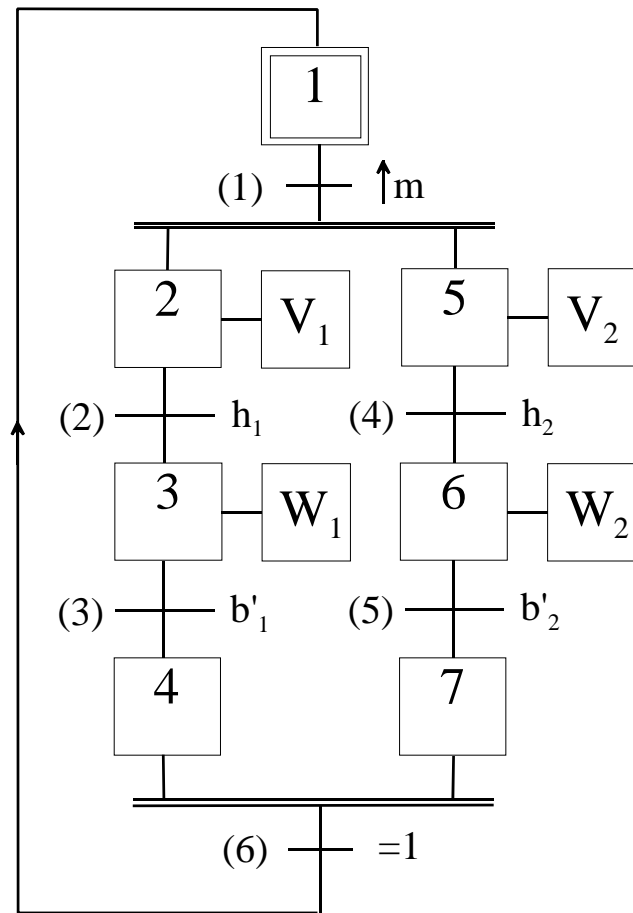 1
(1) ↑m
2 V₁ 5 V₂
(2) h₁ (4) h₂
3 W₁ 6 W₂
(3) b'₁ (5) b'₂
4 7
(6) =1